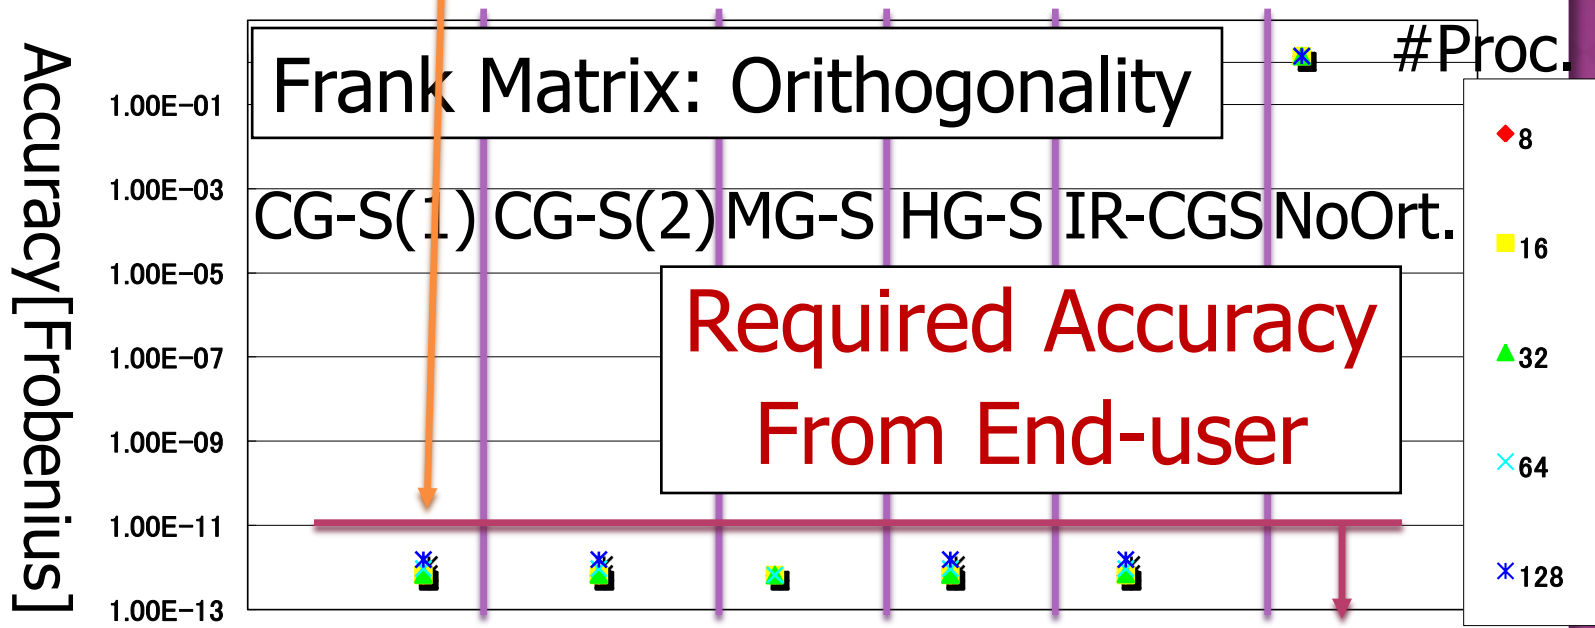 #Proc.
Frank Matrix: Orithogonality
Accuracy[Frobenius]
1.00E-01
1.00E-03
1.00E-05
1.00E-07
1.00E-09
1.00E-11
1.00E-13
CG-S(1) CG-S(2) MG-S HG-S IR-CGS NoOrt.
Required Accuracy
From End-user
8
16
32
64
128